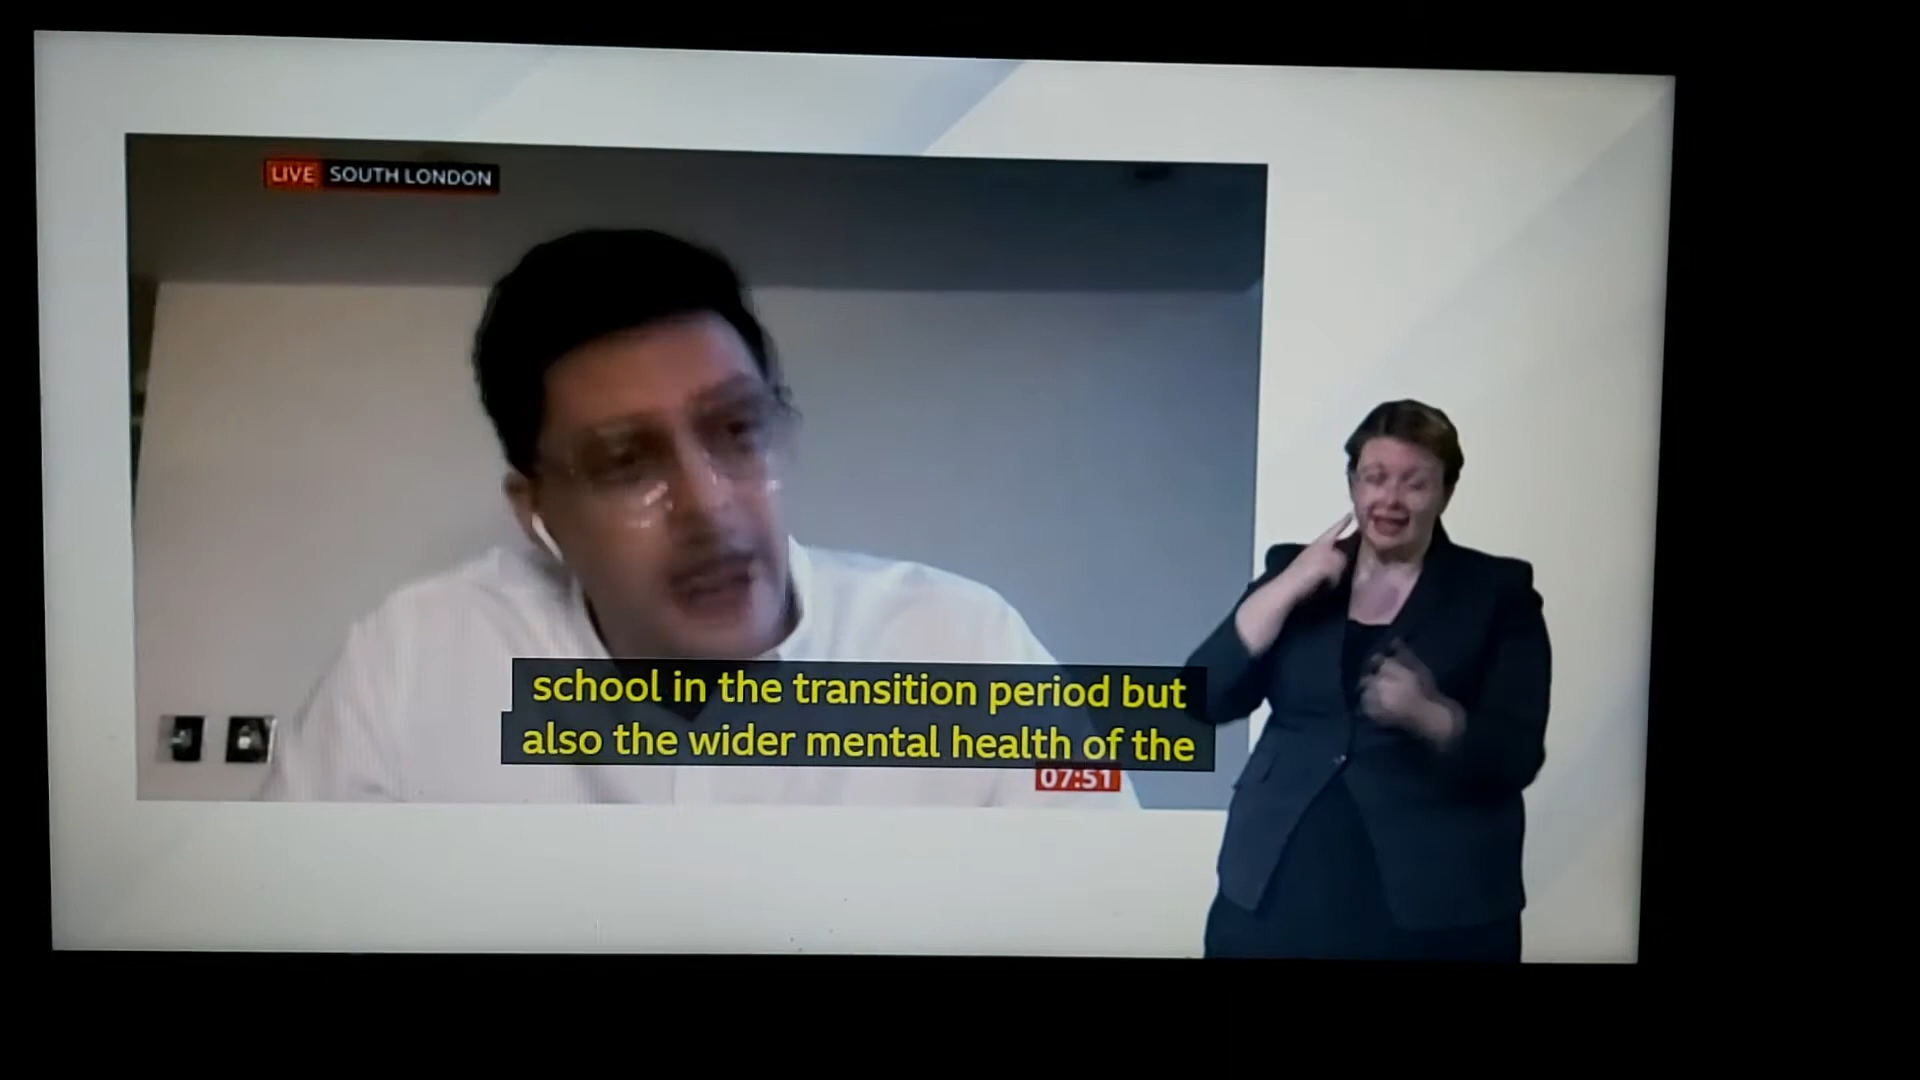 LIVE SOUTH LONDON
school in the transition period but
also the wider mental health of the
07:51